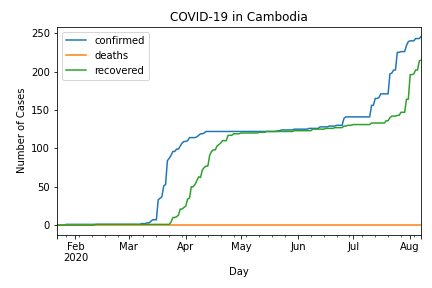 COVID-19 in Cambodia
confirmed
deaths
recovered
250
200
150
100
50
0
Number of Cases
Feb Mar Apr May Jun Jul Aug
2020
Day